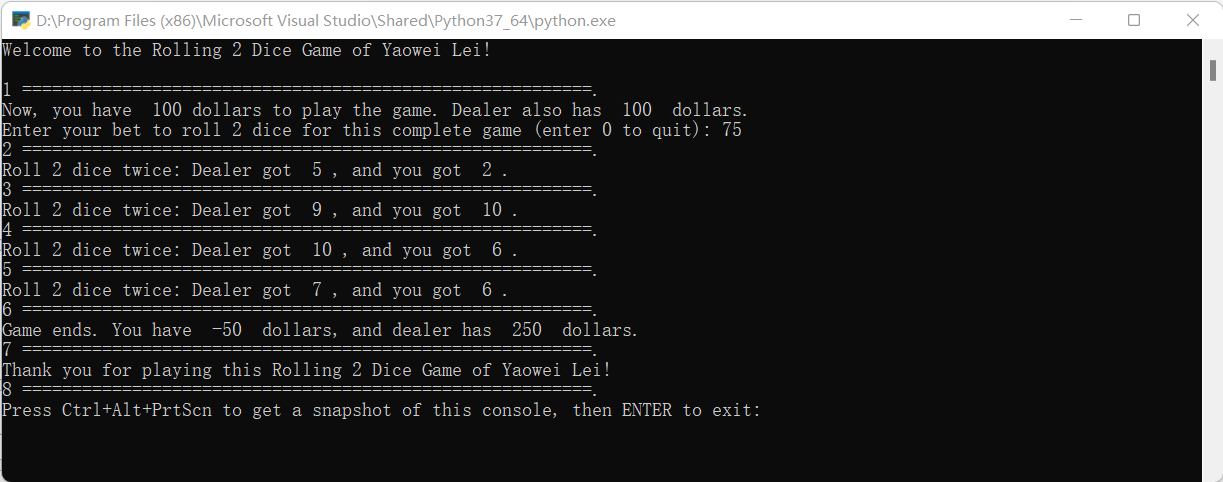 D:\Program Files (x86)\Microsoft Visual Studio\Shared\Python37_64\python.exe
Welcome to the Rolling 2 Dice Game of Yaowei Lei!
1 =========================================================.
Now, you have  100 dollars to play the game. Dealer also has  100  dollars.
Enter your bet to roll 2 dice for this complete game (enter 0 to quit): 75
2 =========================================================.
Roll 2 dice twice: Dealer got  5 , and you got  2 .
3 =========================================================.
Roll 2 dice twice: Dealer got  9 , and you got  10 .
4 =========================================================.
Roll 2 dice twice: Dealer got  10 , and you got  6 .
5 =========================================================.
Roll 2 dice twice: Dealer got  7 , and you got  6 .
6 =========================================================.
Game ends. You have  -50  dollars, and dealer has  250  dollars.
7 =========================================================.
Thank you for playing this Rolling 2 Dice Game of Yaowei Lei!
8 =========================================================.
Press Ctrl+Alt+PrtScn to get a snapshot of this console, then ENTER to exit: